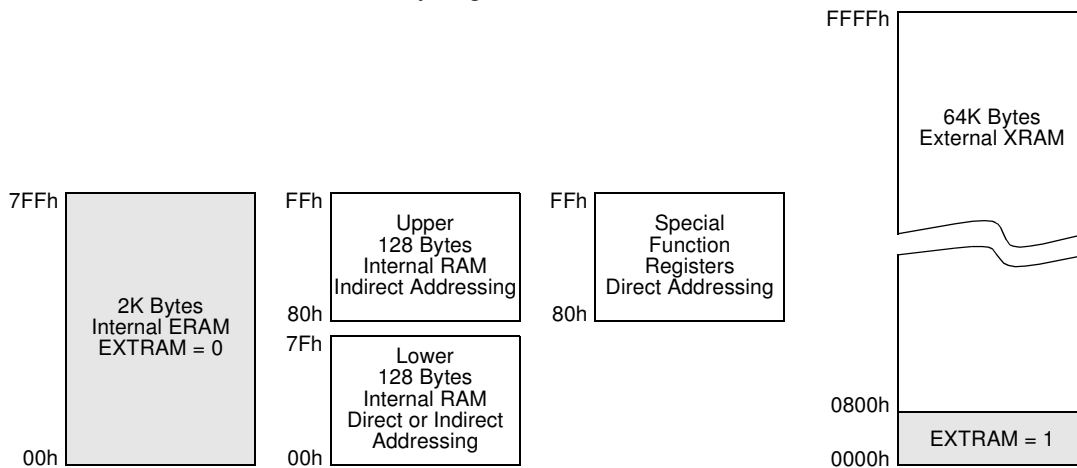 FFFFh
64K Bytes
External XRAM
7FFh
2K Bytes
Internal ERAM
EXTRAM = 0
00h
FFh
Upper
128 Bytes
Internal RAM
Indirect Addressing
80h
7Fh
Lower
128 Bytes
Internal RAM
Direct or Indirect
Addressing
00h
FFh
Special
Function
Registers
Direct Addressing
80h
0800h
EXTRAM = 1
0000h